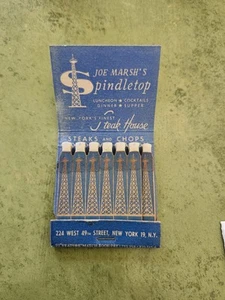 JOE MARSH'S
Spindletop
LUNCHEON ★ COCKTAILS
DINNER ★ SUPPER
NEW YORK'S FINEST
Steak House
STEAKS AND CHOPS
224 WEST 49TH STREET, NEW YORK 19, N.Y.